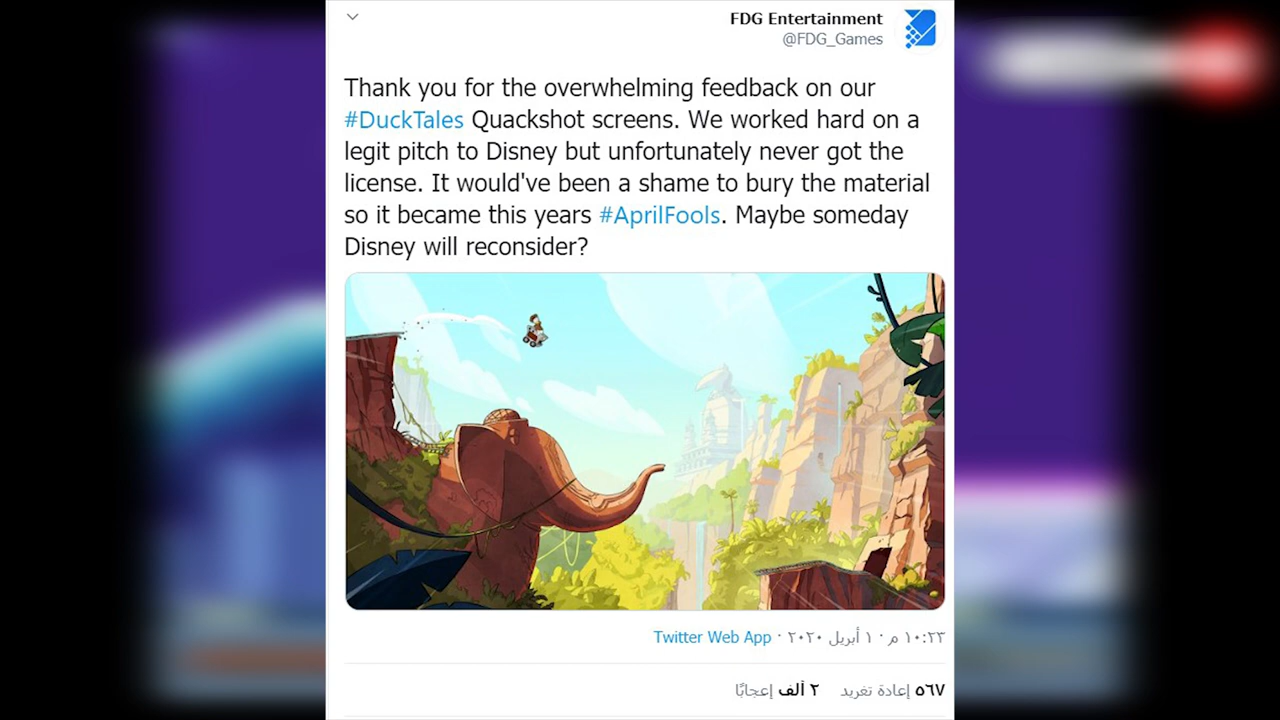 FDG Entertainment
@FDG_Games
Thank you for the overwhelming feedback on our
#DuckTales Quackshot screens. We worked hard on a
legit pitch to Disney but unfortunately never got the
license. It would've been a shame to bury the material
so it became this years #AprilFools. Maybe someday
Disney will reconsider?
١٠:٢٣ م · ١ أبريل ٢٠٢٠ · Twitter Web App
٥٦٧ إعادة تغريد ٢ ألف إعجابًا